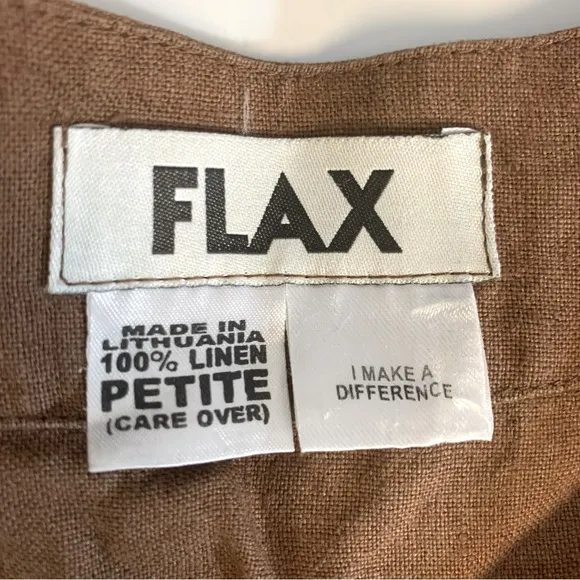 FLAX
MADE IN
LITHUANIA
100% LINEN
PETITE
(CARE OVER)
I MAKE A
DIFFERENCE